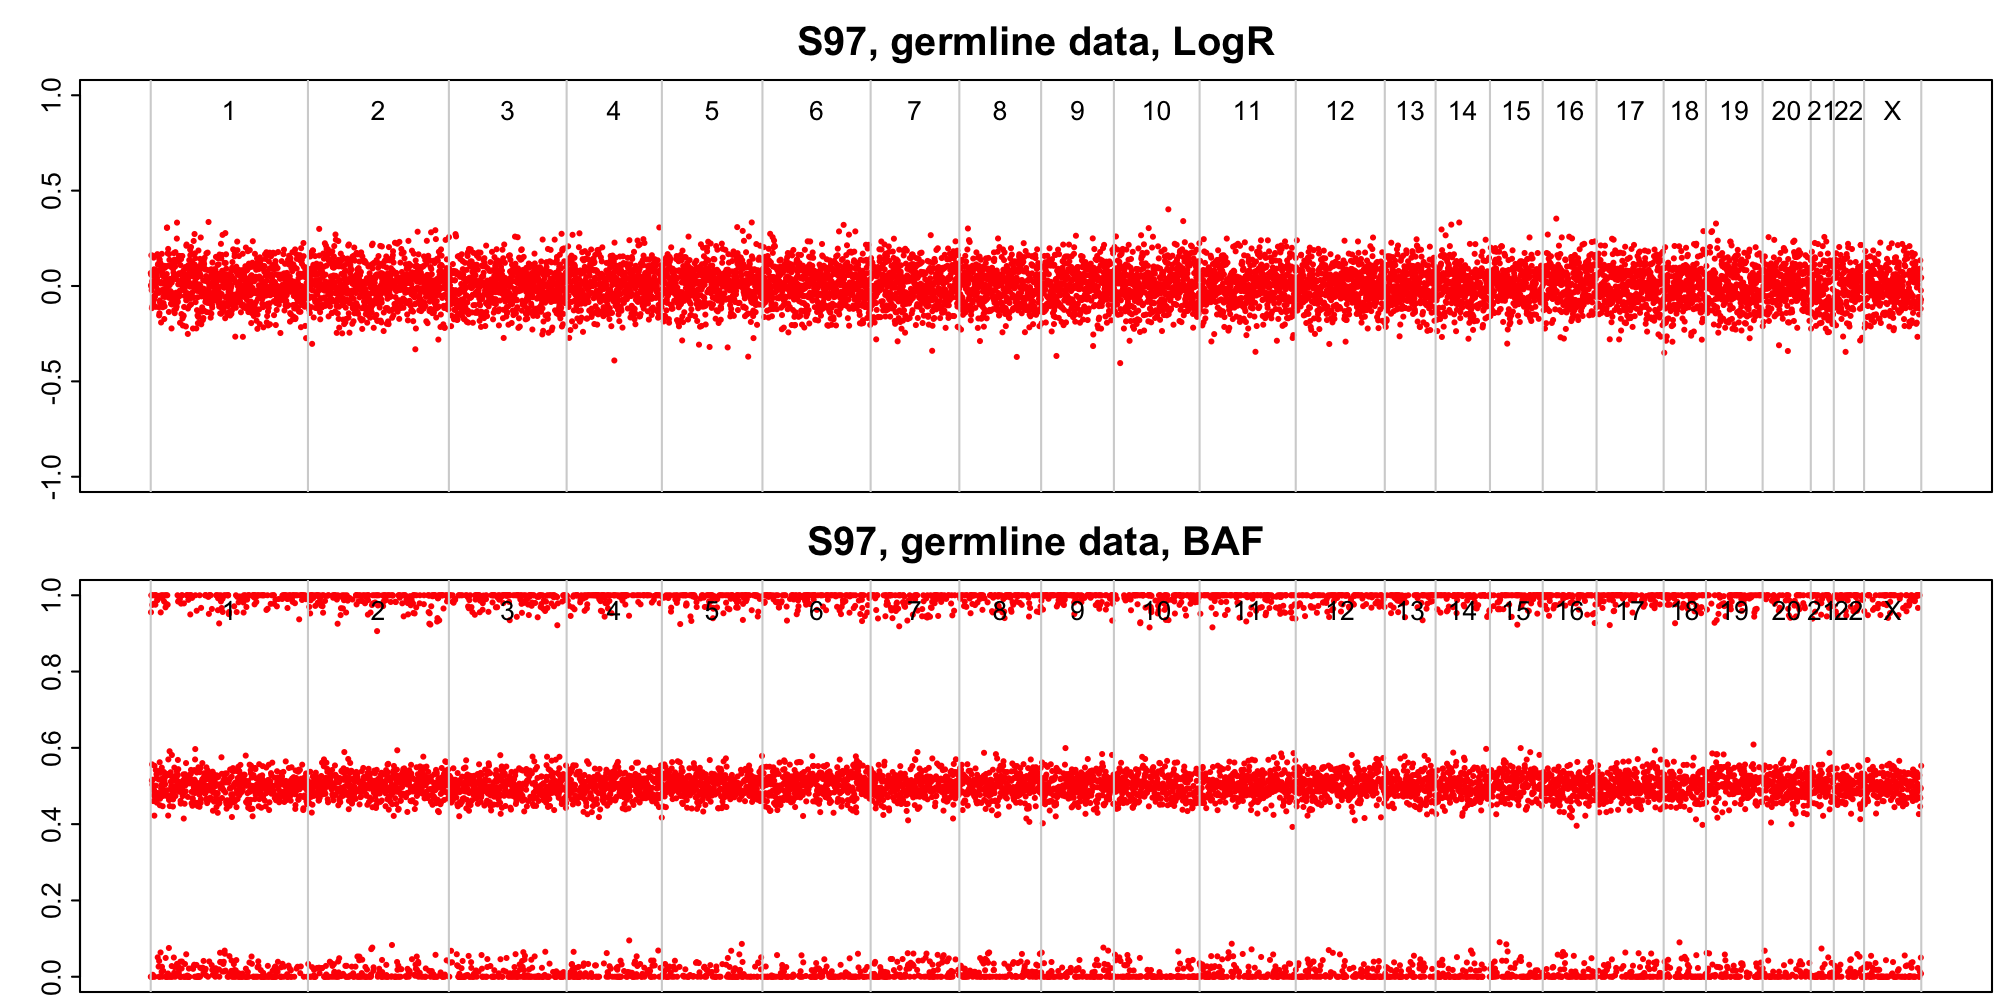 S97, germline data, LogR
1.0
0.5
0.0
-0.5
-1.0
1 2 3 4 5 6 7 8 9 10 11 12 13 14 15 16 17 18 19 20 21 22 X
S97, germline data, BAF
1.0
0.8
0.6
0.4
0.2
0.0
1 2 3 4 5 6 7 8 9 10 11 12 13 14 15 16 17 18 19 20 21 22 X